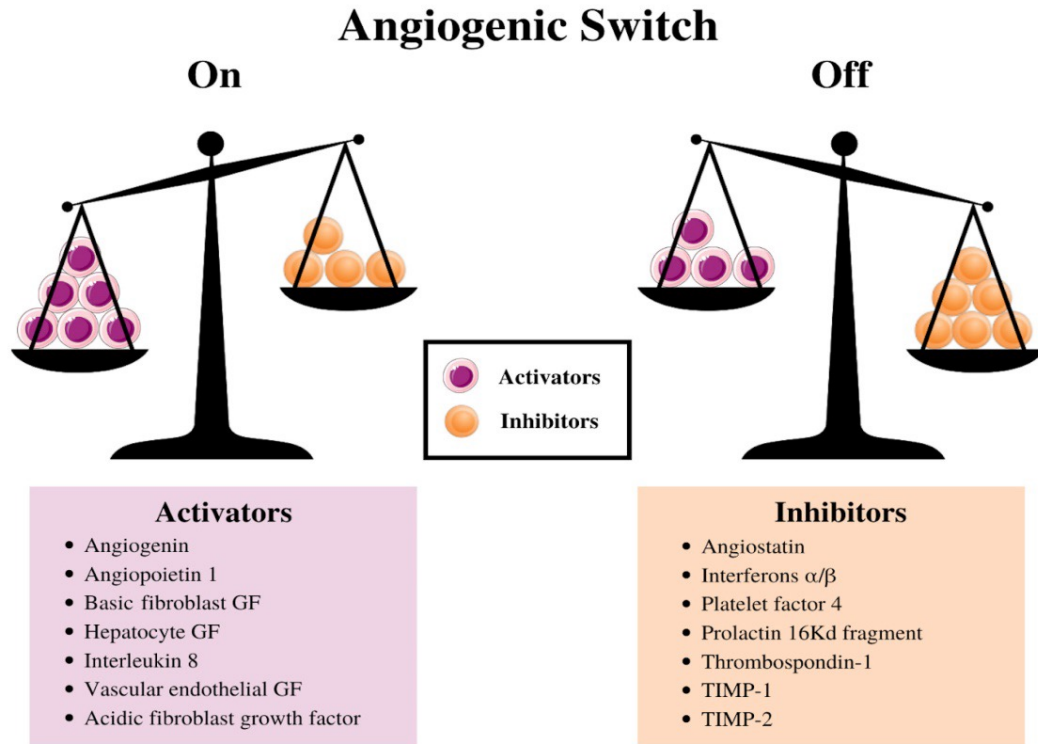 Angiogenic Switch
On
Off
Activators
Inhibitors
Activators
• Angiogenin
• Angiopoietin 1
• Basic fibroblast GF
• Hepatocyte GF
• Interleukin 8
• Vascular endothelial GF
• Acidic fibroblast growth factor
Inhibitors
• Angiostatin
• Interferons α/β
• Platelet factor 4
• Prolactin 16Kd fragment
• Thrombospondin-1
• TIMP-1
• TIMP-2